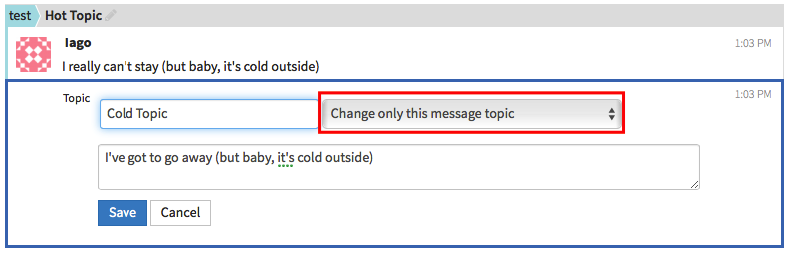 test Hot Topic
Iago 1:03 PM
I really can't stay (but baby, it's cold outside)
Topic 1:03 PM
Cold Topic Change only this message topic
I've got to go away (but baby, it's cold outside)
Save Cancel